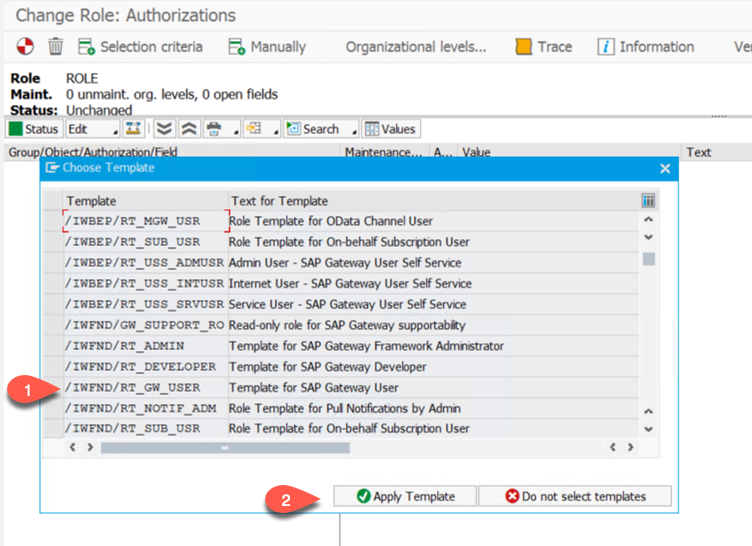 Change Role: Authorizations
Selection criteria Manually Organizational levels... Trace Information Ve
Role ROLE
Maint. 0 unmaint. org. levels, 0 open fields
Status: Unchanged
Status Edit Search Values
Group/Object/Authorization/Field Maintenance... A... Value Text
Choose Template
Template Text for Template
/IWBEP/RT_MGW_USR Role Template for OData Channel User
/IWBEP/RT_SUB_USR Role Template for On-behalf Subscription User
/IWBEP/RT_USS_ADMUSR Admin User - SAP Gateway User Self Service
/IWBEP/RT_USS_INTUSR Internet User - SAP Gateway User Self Service
/IWBEP/RT_USS_SRVUSR Service User - SAP Gateway User Self Service
/IWFND/GW_SUPPORT_RO Read-only role for SAP Gateway supportability
/IWFND/RT_ADMIN Template for SAP Gateway Framework Administrator
/IWFND/RT_DEVELOPER Template for SAP Gateway Developer
1 /IWFND/RT_GW_USER Template for SAP Gateway User
/IWFND/RT_NOTIF_ADM Role Template for Pull Notifications by Admin
/IWFND/RT_SUB_USR Role Template for On-behalf Subscription User
2 Apply Template Do not select templates